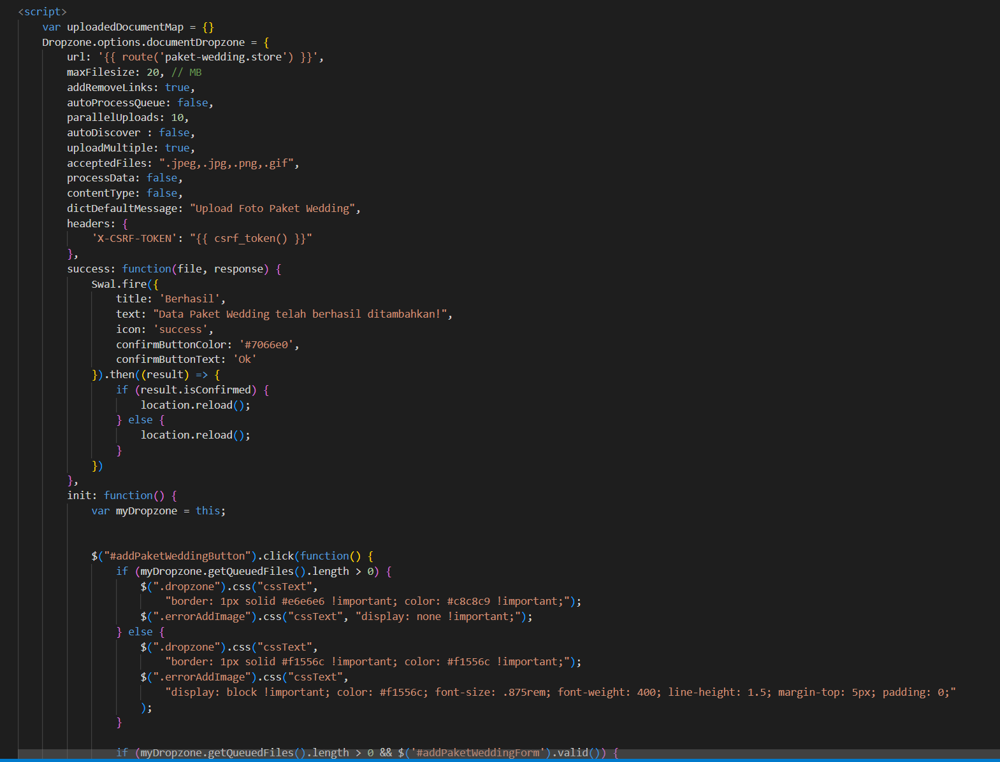 <script>
var uploadedDocumentMap = {}
Dropzone.options.documentDropzone = {
url: '{{ route('paket-wedding.store') }}',
maxFilesize: 20, // MB
addRemoveLinks: true,
autoProcessQueue: false,
parallelUploads: 10,
autoDiscover : false,
uploadMultiple: true,
acceptedFiles: ".jpeg,.jpg,.png,.gif",
processData: false,
contentType: false,
dictDefaultMessage: "Upload Foto Paket Wedding",
headers: {
'X-CSRF-TOKEN': "{{ csrf_token() }}"
},
success: function(file, response) {
Swal.fire({
title: 'Berhasil',
text: "Data Paket Wedding telah berhasil ditambahkan!",
icon: 'success',
confirmButtonColor: '#7066e0',
confirmButtonText: 'Ok'
}).then((result) => {
if (result.isConfirmed) {
location.reload();
} else {
location.reload();
}
})
},
init: function() {
var myDropzone = this;
$("#addPaketWeddingButton").click(function() {
if (myDropzone.getQueuedFiles().length > 0) {
$(".dropzone").css("cssText",
"border: 1px solid #e6e6e6 !important; color: #c8c8c9 !important;");
$(".errorAddImage").css("cssText", "display: none !important;");
} else {
$(".dropzone").css("cssText",
"border: 1px solid #f1556c !important; color: #f1556c !important;");
$(".errorAddImage").css("cssText",
"display: block !important; color: #f1556c; font-size: .875rem; font-weight: 400; line-height: 1.5; margin-top: 5px; padding: 0;"
);
}
if (myDropzone.getQueuedFiles().length > 0 && $('#addPaketWeddingForm').valid()) {